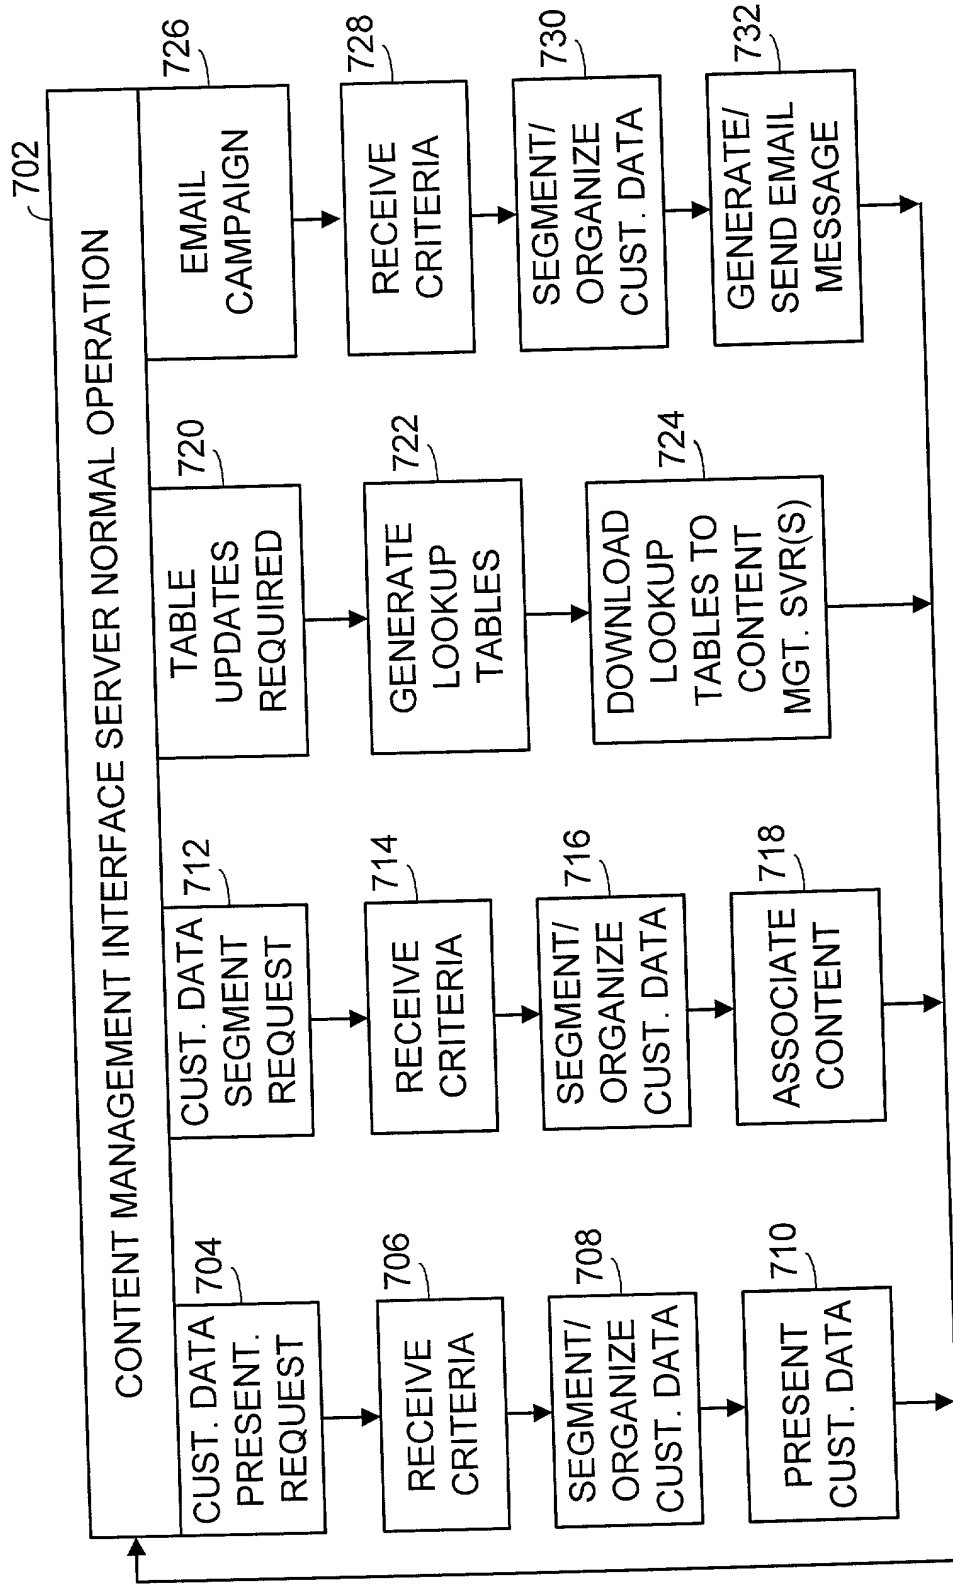 702
CONTENT MANAGEMENT INTERFACE SERVER NORMAL OPERATION
704
CUST. DATA
PRESENT.
REQUEST
706
RECEIVE
CRITERIA
708
SEGMENT/
ORGANIZE
CUST. DATA
710
PRESENT
CUST. DATA
712
CUST. DATA
SEGMENT
REQUEST
714
RECEIVE
CRITERIA
716
SEGMENT/
ORGANIZE
CUST. DATA
718
ASSOCIATE
CONTENT
720
TABLE
UPDATES
REQUIRED
722
GENERATE
LOOKUP
TABLES
724
DOWNLOAD
LOOKUP
TABLES TO
CONTENT
MGT. SVR(S)
726
EMAIL
CAMPAIGN
728
RECEIVE
CRITERIA
730
SEGMENT/
ORGANIZE
CUST. DATA
732
GENERATE/
SEND EMAIL
MESSAGE